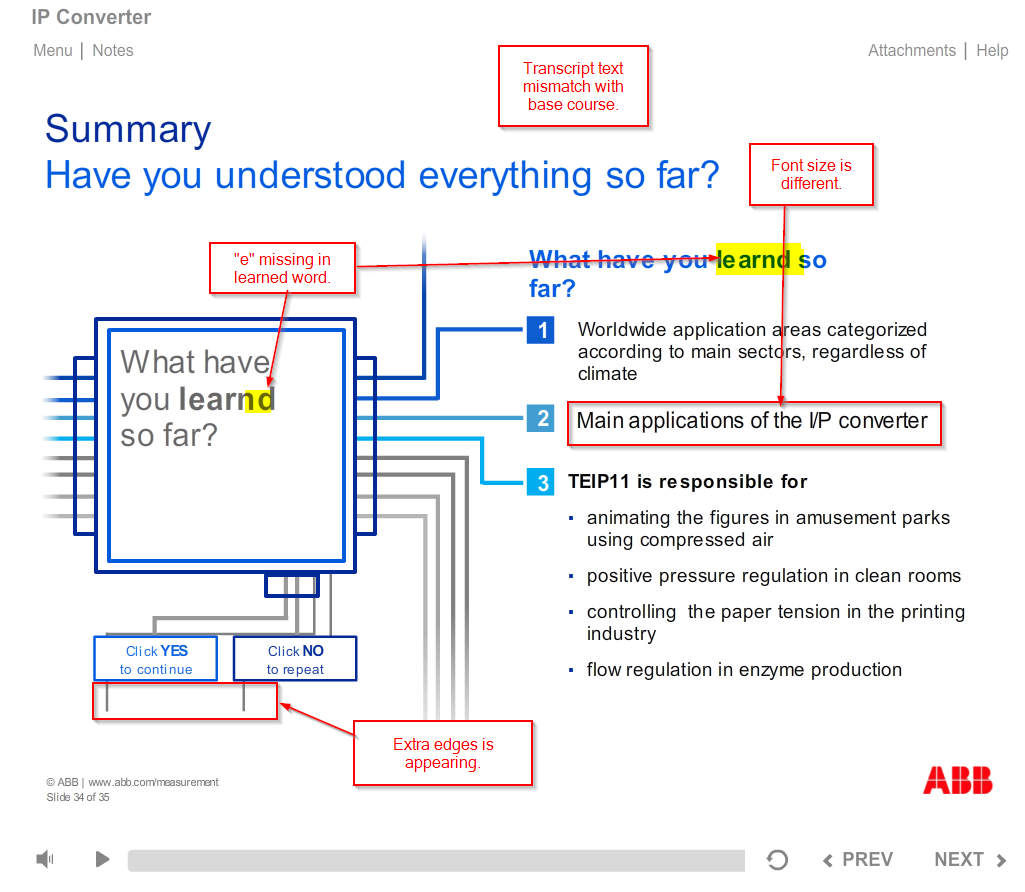 IP Converter
Menu | Notes
Attachments | Help
Transcript text
mismatch with
base course.
Summary
Have you understood everything so far?
Font size is
different.
"e" missing in
learned word.
What have you learnd so
far?
1
Worldwide application areas categorized
according to main sectors, regardless of
climate
What have
you learnd
so far?
2
Main applications of the I/P converter
3
TEIP11 is responsible for
▪ animating the figures in amusement parks
using compressed air
▪ positive pressure regulation in clean rooms
▪ controlling  the paper tension in the printing
industry
▪ flow regulation in enzyme production
Click YES
to continue
Click NO
to repeat
Extra edges is
appearing.
© ABB | www.abb.com/measurement
Slide 34 of 35
ABB
PREV
NEXT